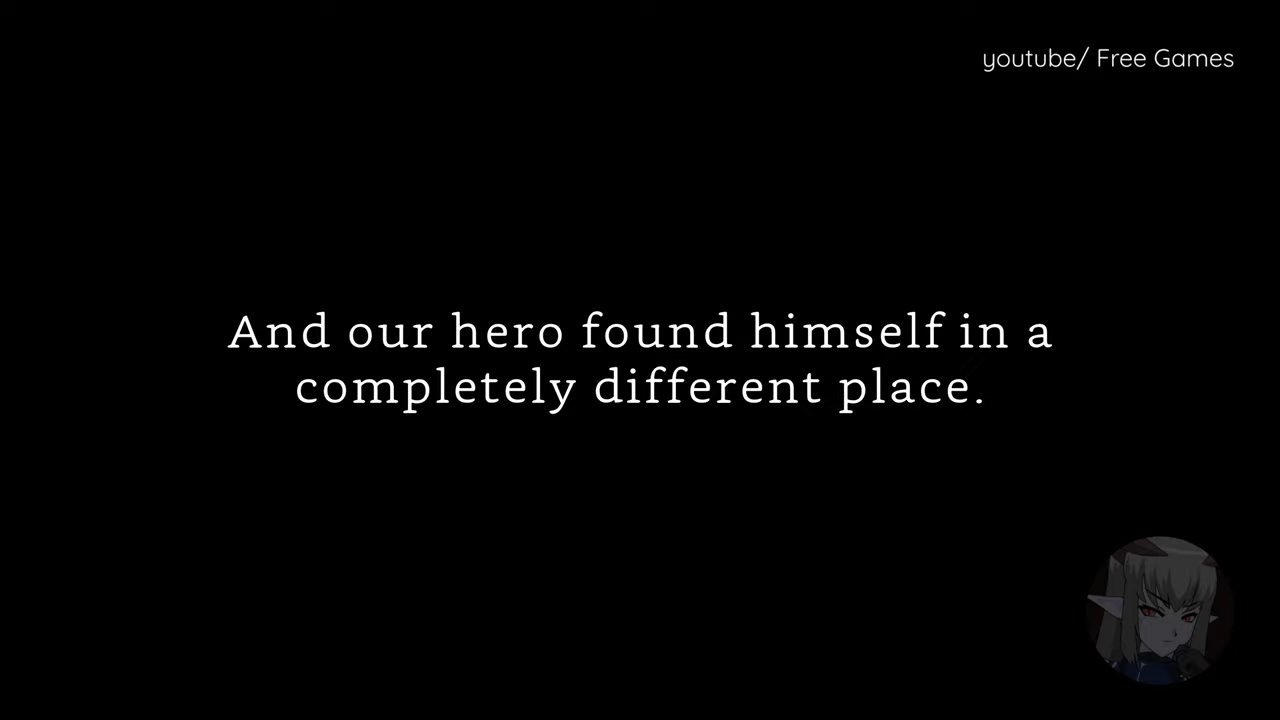 youtube/ Free Games
And our hero found himself in a
completely different place.